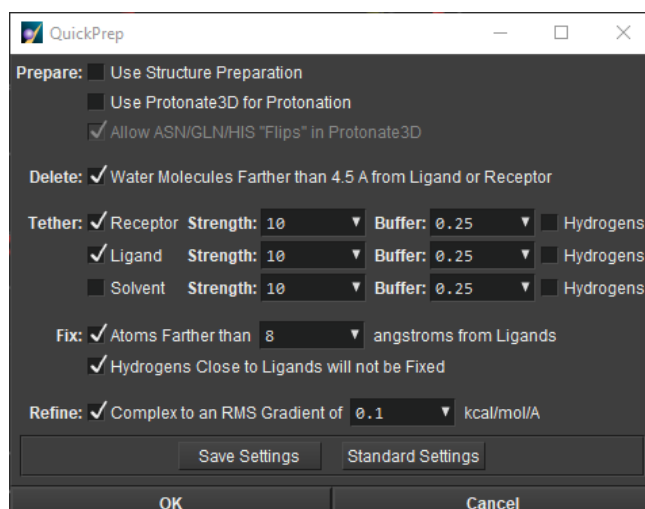 QuickPrep
Prepare: Use Structure Preparation
Use Protonate3D for Protonation
Allow ASN/GLN/HIS "Flips" in Protonate3D
Delete: Water Molecules Farther than 4.5 A from Ligand or Receptor
Tether: Receptor Strength: 10 Buffer: 0.25 Hydrogens
Ligand Strength: 10 Buffer: 0.25 Hydrogens
Solvent Strength: 10 Buffer: 0.25 Hydrogens
Fix: Atoms Farther than 8 angstroms from Ligands
Hydrogens Close to Ligands will not be Fixed
Refine: Complex to an RMS Gradient of 0.1 kcal/mol/A
Save Settings Standard Settings
OK Cancel